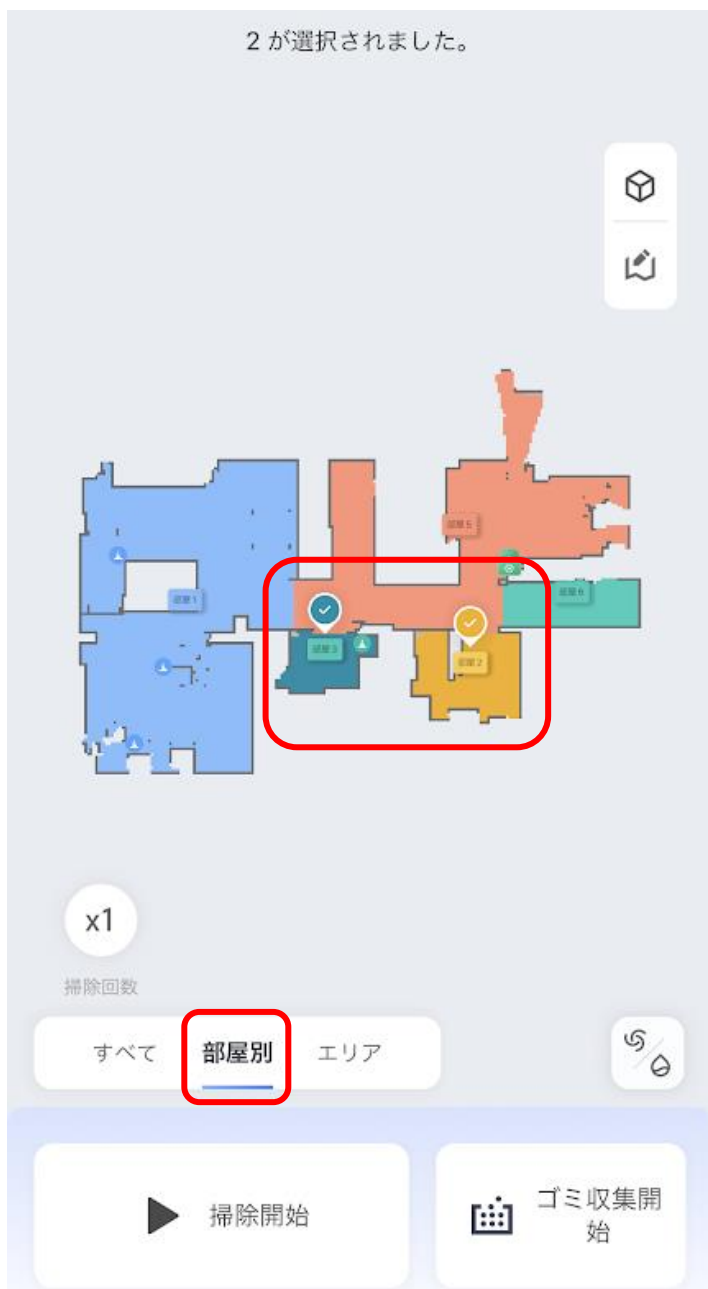 2 が選択されました。
部屋 5
部屋 6
部屋 1
部屋 3
部屋 2
x1
掃除回数
すべて
部屋別
エリア
掃除開始
ゴミ収集開
始